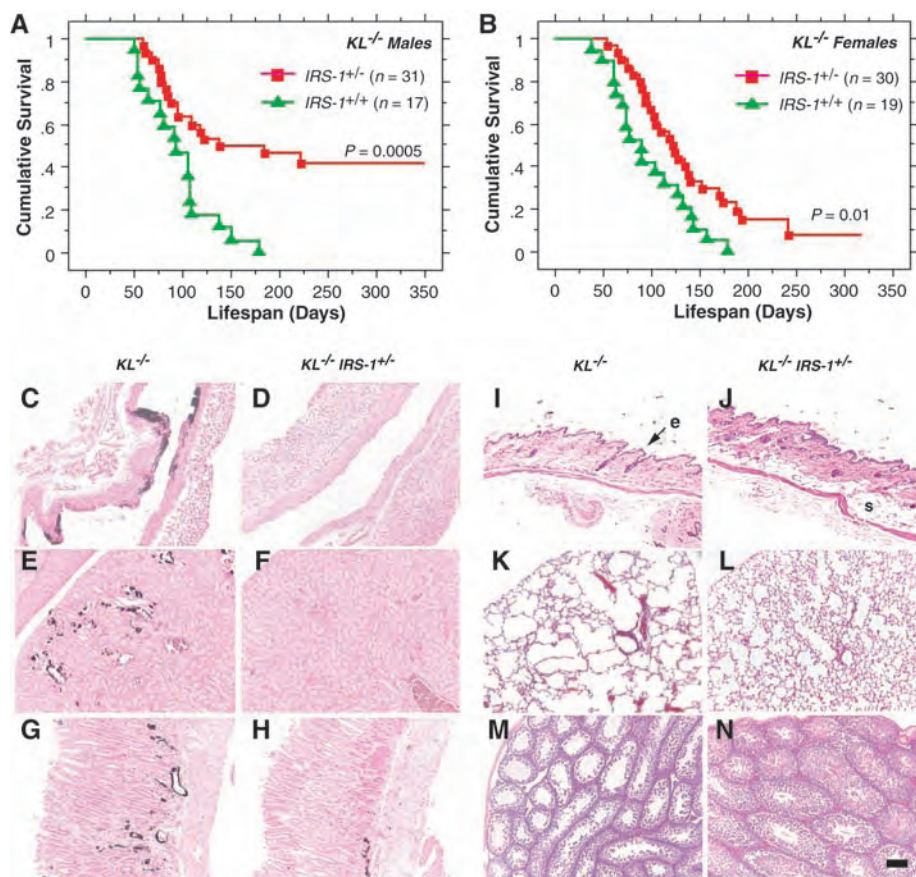 A
KL-/- Males
IRS-1+/- (n = 31)
IRS-1+/+ (n = 17)
P = 0.0005
Cumulative Survival
1
.8
.6
.4
.2
0
0 50 100 150 200 250 300 350
Lifespan (Days)
B
KL-/- Females
IRS-1+/- (n = 30)
IRS-1+/+ (n = 19)
P = 0.01
Cumulative Survival
1
.8
.6
.4
.2
0
0 50 100 150 200 250 300 350
Lifespan (Days)
KL-/- KL-/- IRS-1+/- KL-/- KL-/- IRS-1+/-
C D I e J s
E F K L
G H M N